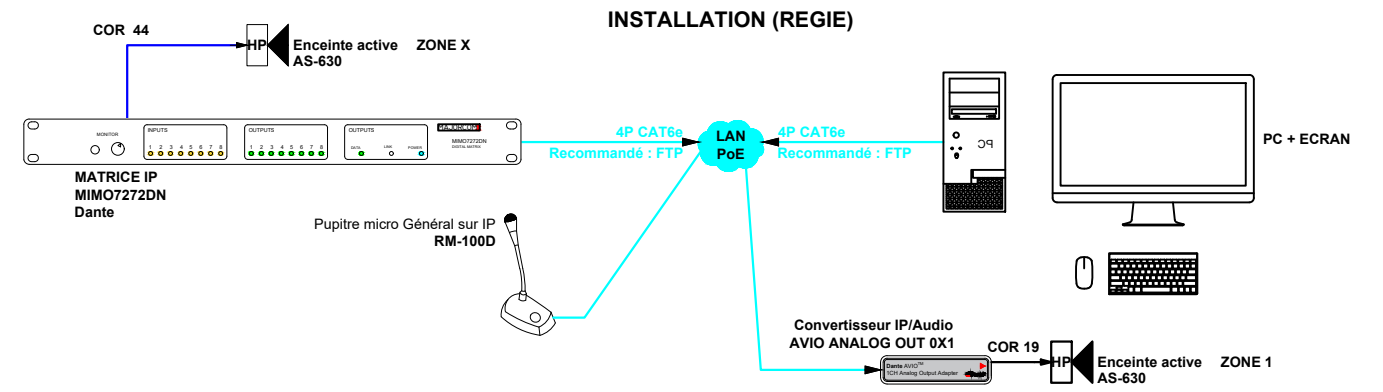 INSTALLATION (REGIE)
COR 44
HP
Enceinte active ZONE X
AS-630
MONITOR
INPUTS
1 2 3 4 5 6 7 8
OUTPUTS
1 2 3 4 5 6 7 8
OUTPUTS
DATA LINK POWER
MIMO7272DN
DIGITAL MATRIX
MATRICE IP
MIMO7272DN
Dante
4P CAT6e
Recommandé : FTP
LAN
PoE
4P CAT6e
Recommandé : FTP
PC
PC + ECRAN
Pupitre micro Général sur IP
RM-100D
Convertisseur IP/Audio
AVIO ANALOG OUT 0X1
Dante AVIO™
1CH Analog Output Adapter
COR 19
HP
Enceinte active ZONE 1
AS-630